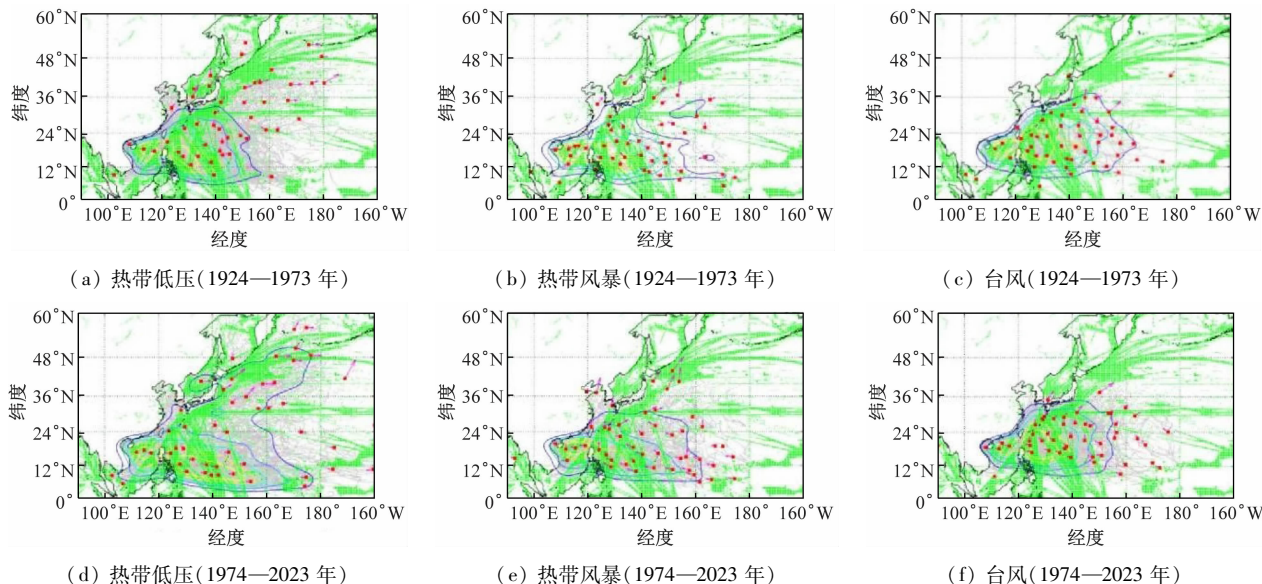 60°N 60°N 60°N
48°N 48°N 48°N
纬度 纬度 纬度
36°N 36°N 36°N
24°N 24°N 24°N
12°N 12°N 12°N
0° 0° 0°
100°E 120°E 140°E 160°E 180° 160°W 100°E 120°E 140°E 160°E 180° 160°W 100°E 120°E 140°E 160°E 180° 160°W
经度 经度 经度
(a) 热带低压(1924—1973 年) (b) 热带风暴(1924—1973 年) (c) 台风(1924—1973 年)
60°N 60°N 60°N
48°N 48°N 48°N
纬度 纬度 纬度
36°N 36°N 36°N
24°N 24°N 24°N
12°N 12°N 12°N
0° 0° 0°
100°E 120°E 140°E 160°E 180° 160°W 100°E 120°E 140°E 160°E 180° 160°W 100°E 120°E 140°E 160°E 180° 160°W
经度 经度 经度
(d) 热带低压(1974—2023 年) (e) 热带风暴(1974—2023 年) (f) 台风(1974—2023 年)